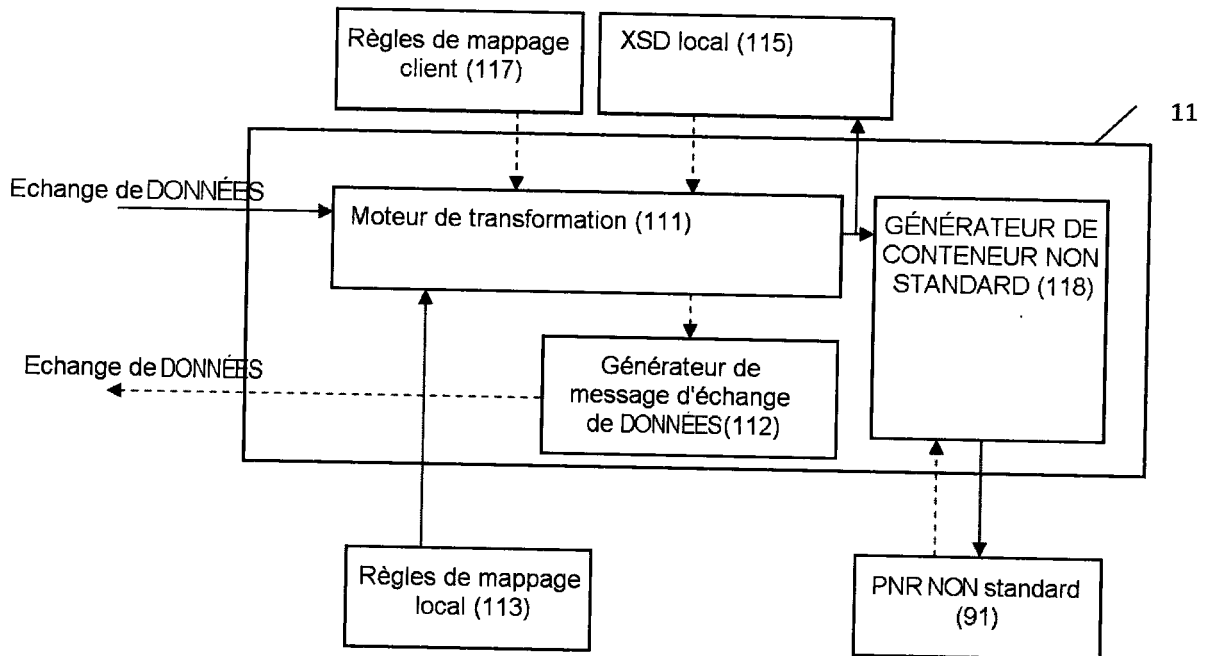 Règles de mappage
client (117)
XSD local (115)
11
Echange de DONNÉES
Moteur de transformation (111)
GÉNÉRATEUR DE
CONTENEUR NON
STANDARD (118)
Echange de DONNÉES
Générateur de
message d'échange
de DONNÉES (112)
Règles de mappage
local (113)
PNR NON standard
(91)